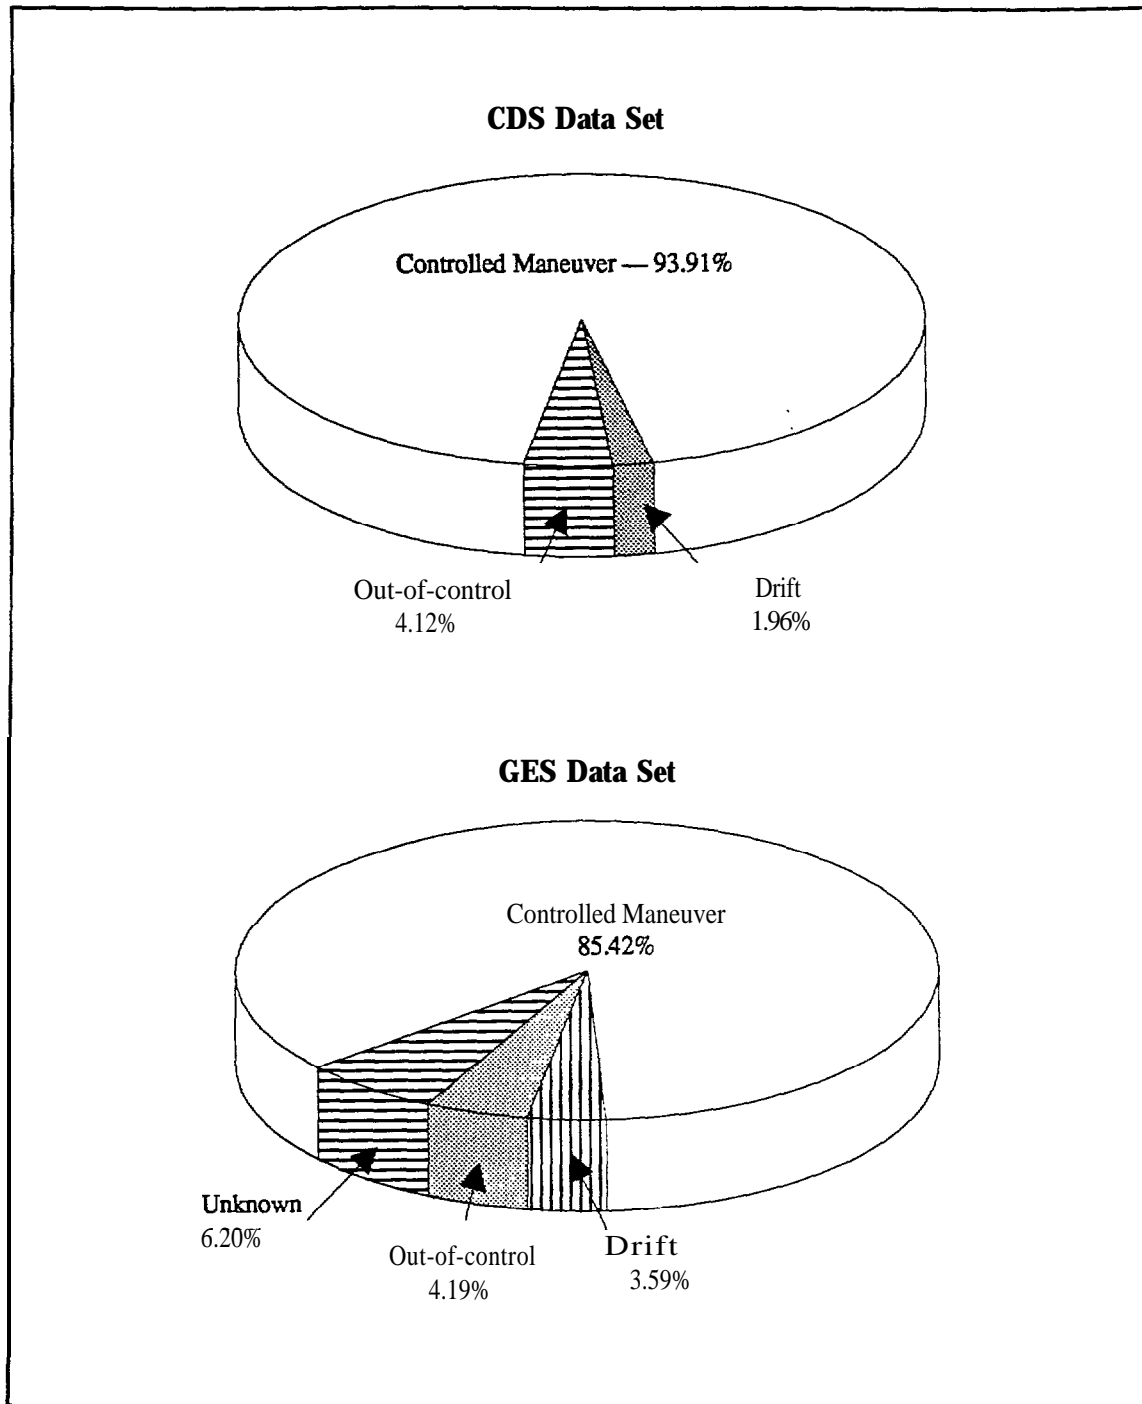 CDS Data Set
Controlled Maneuver — 93.91%
Out-of-control
4.12%
Drift
1.96%
GES Data Set
Controlled Maneuver
85.42%
Unknown
6.20%
Out-of-control
4.19%
Drift
3.59%